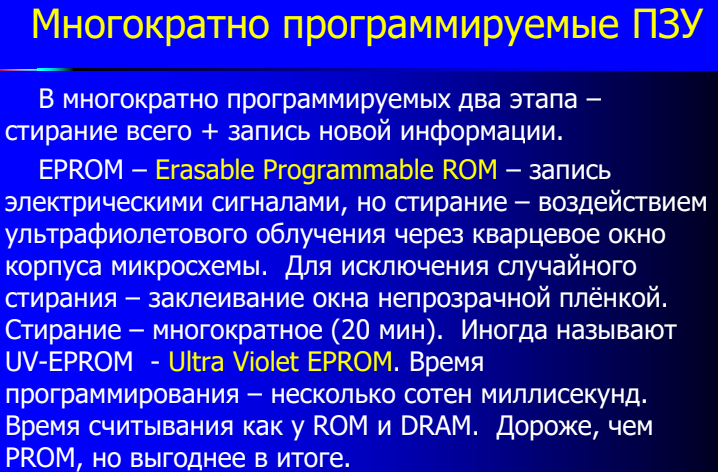 Многократно программируемые ПЗУ
В многократно программируемых два этапа –
стирание всего + запись новой информации.
EPROM – Erasable Programmable ROM – запись
электрическими сигналами, но стирание – воздействием
ультрафиолетового облучения через кварцевое окно
корпуса микросхемы. Для исключения случайного
стирания – заклеивание окна непрозрачной плёнкой.
Стирание – многократное (20 мин). Иногда называют
UV-EPROM - Ultra Violet EPROM. Время
программирования – несколько сотен миллисекунд.
Время считывания как у ROM и DRAM. Дороже, чем
PROM, но выгоднее в итоге.